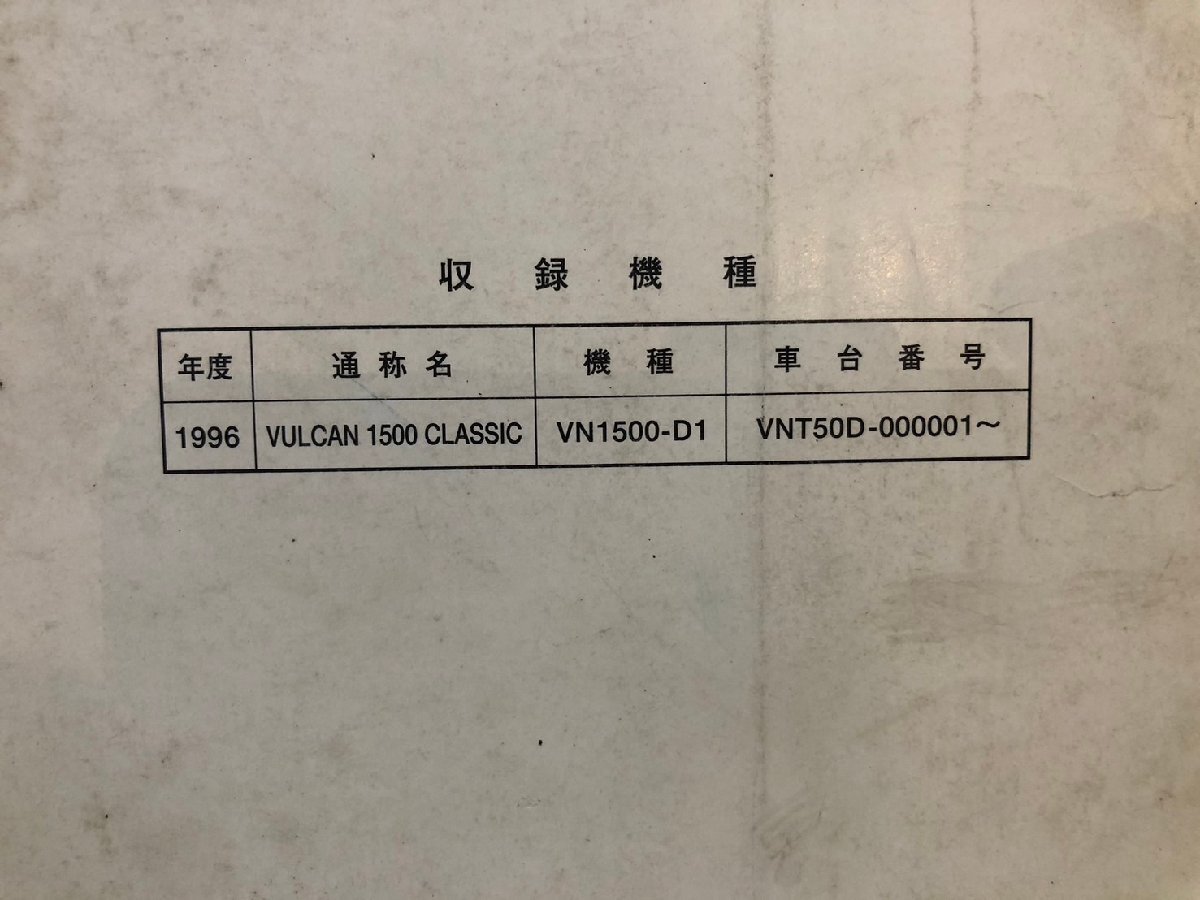 収録機種
年度 通称名 機種 車台番号
1996 VULCAN 1500 CLASSIC VN1500-D1 VNT50D-000001～